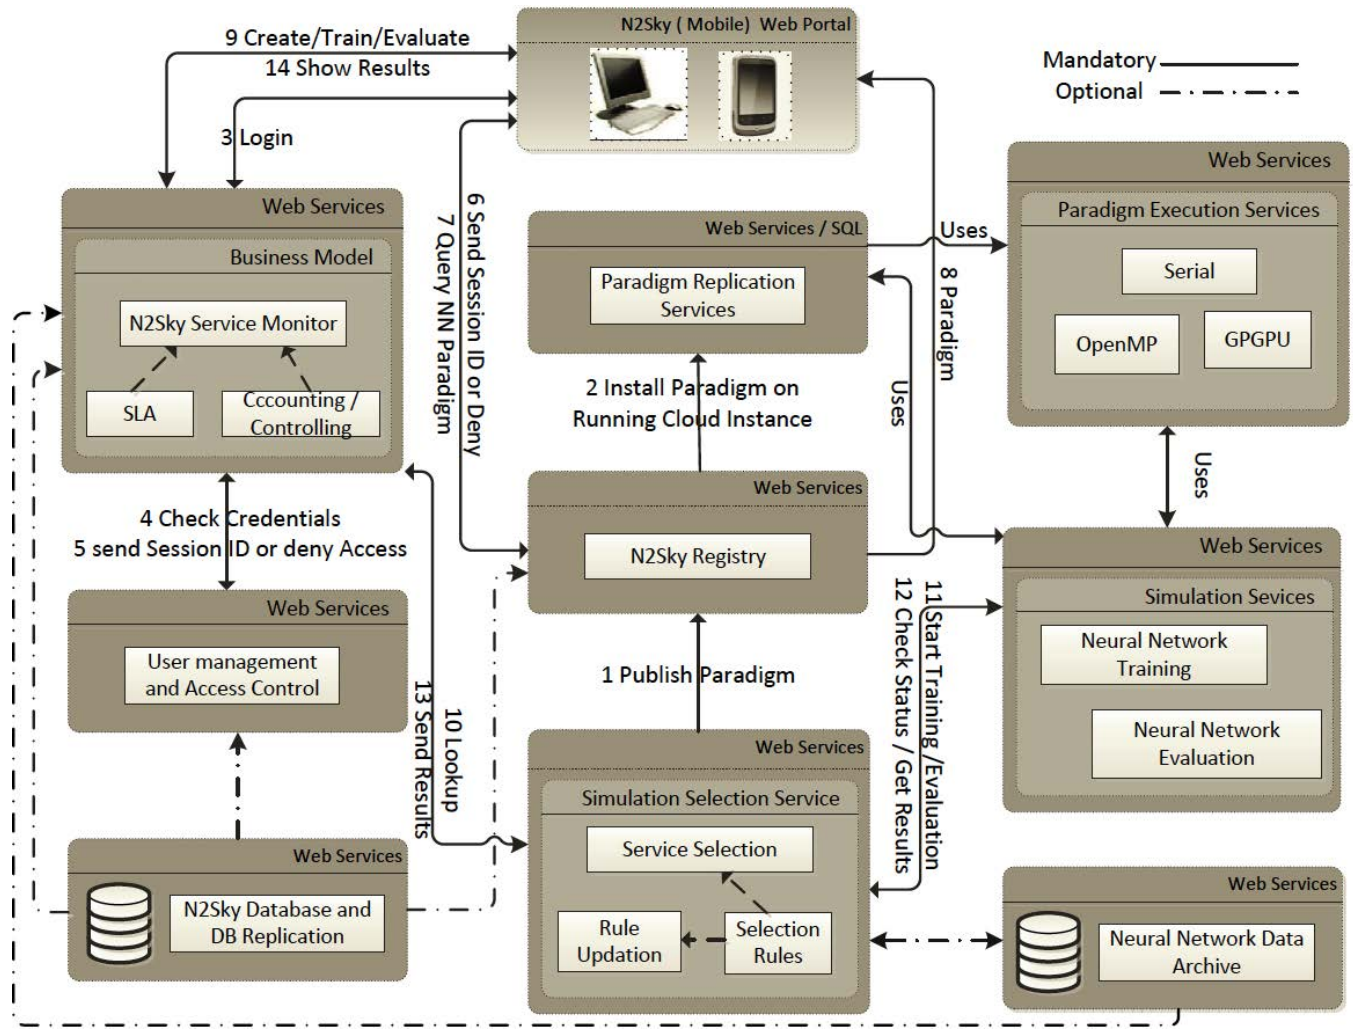 N2Sky ( Mobile)  Web Portal
9 Create/Train/Evaluate
14 Show Results
3 Login
Mandatory
Optional
Web Services
Business Model
N2Sky Service Monitor
SLA
Cccounting /
Controlling
6 Send Session ID or Deny
7 Query NN Paradigm
Web Services / SQL
Paradigm Replication
Services
Uses
8 Paradigm
Web Services
Paradigm Execution Services
Serial
OpenMP
GPGPU
2 Install Paradigm on
Running Cloud Instance
Uses
Uses
4 Check Credentials
5 send Session ID or deny Access
Web Services
N2Sky Registry
Web Services
Simulation Sevices
Neural Network
Training
Neural Network
Evaluation
Web Services
User management
and Access Control
10 Lookup
13 Send Results
1 Publish Paradigm
11 Start Training /Evaluation
12 Check Status / Get Results
Web Services
Simulation Selection Service
Service Selection
Rule
Updation
Selection
Rules
Web Services
N2Sky Database and
DB Replication
Web Services
Neural Network Data
Archive